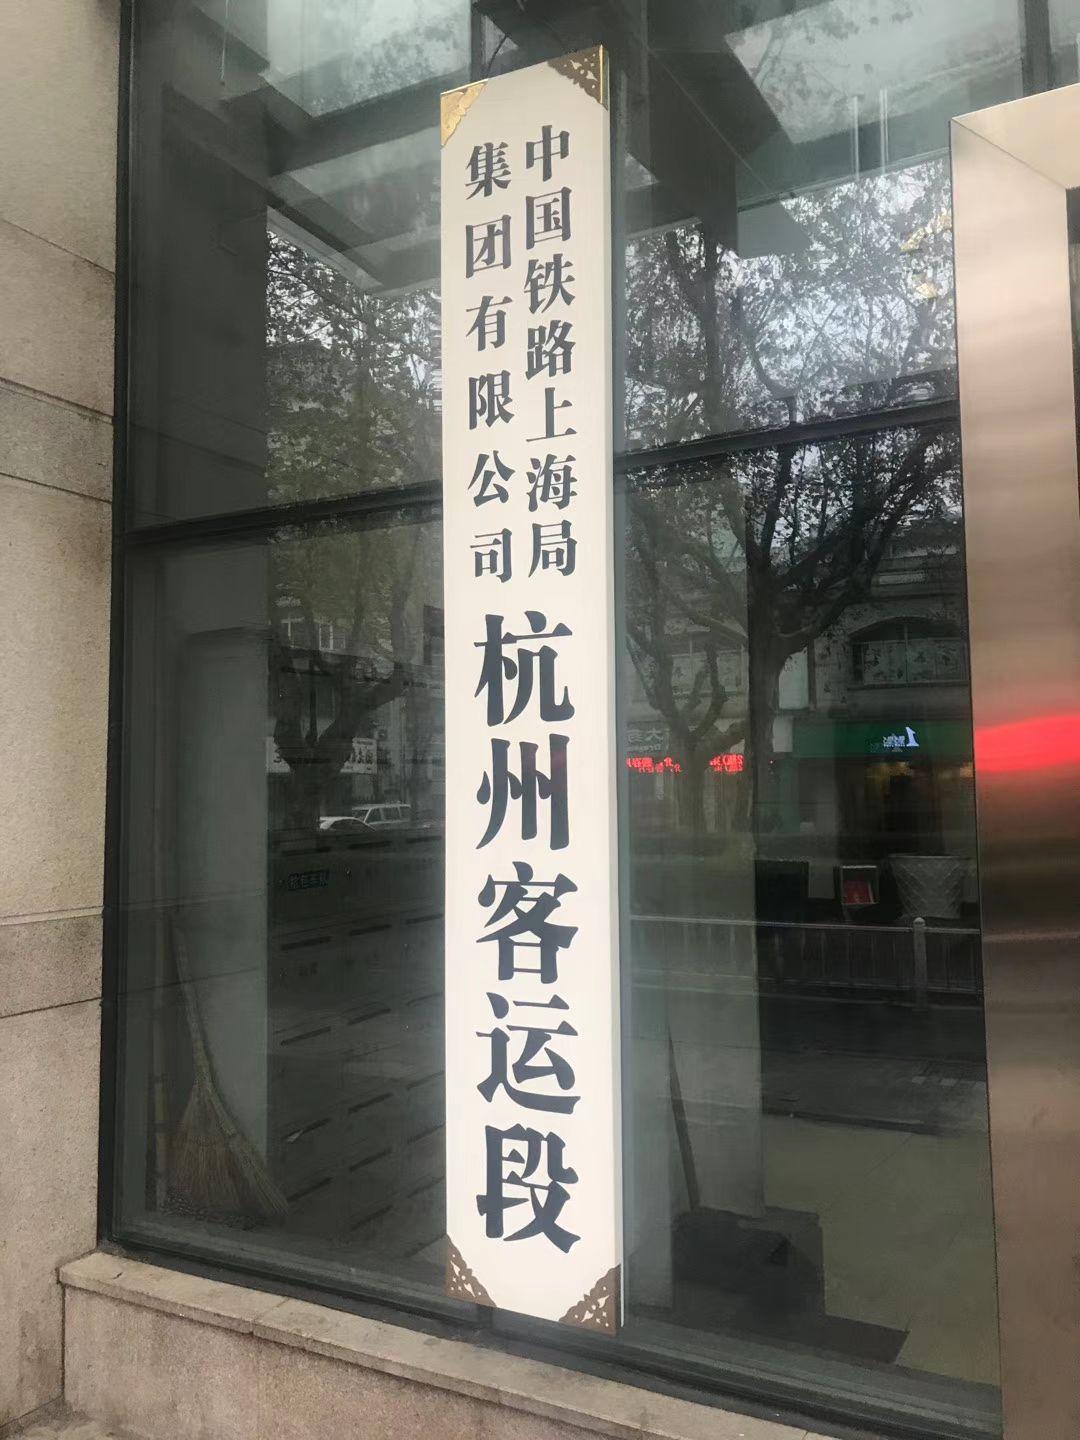 中国铁路上海局
集团有限公司
杭州客运段